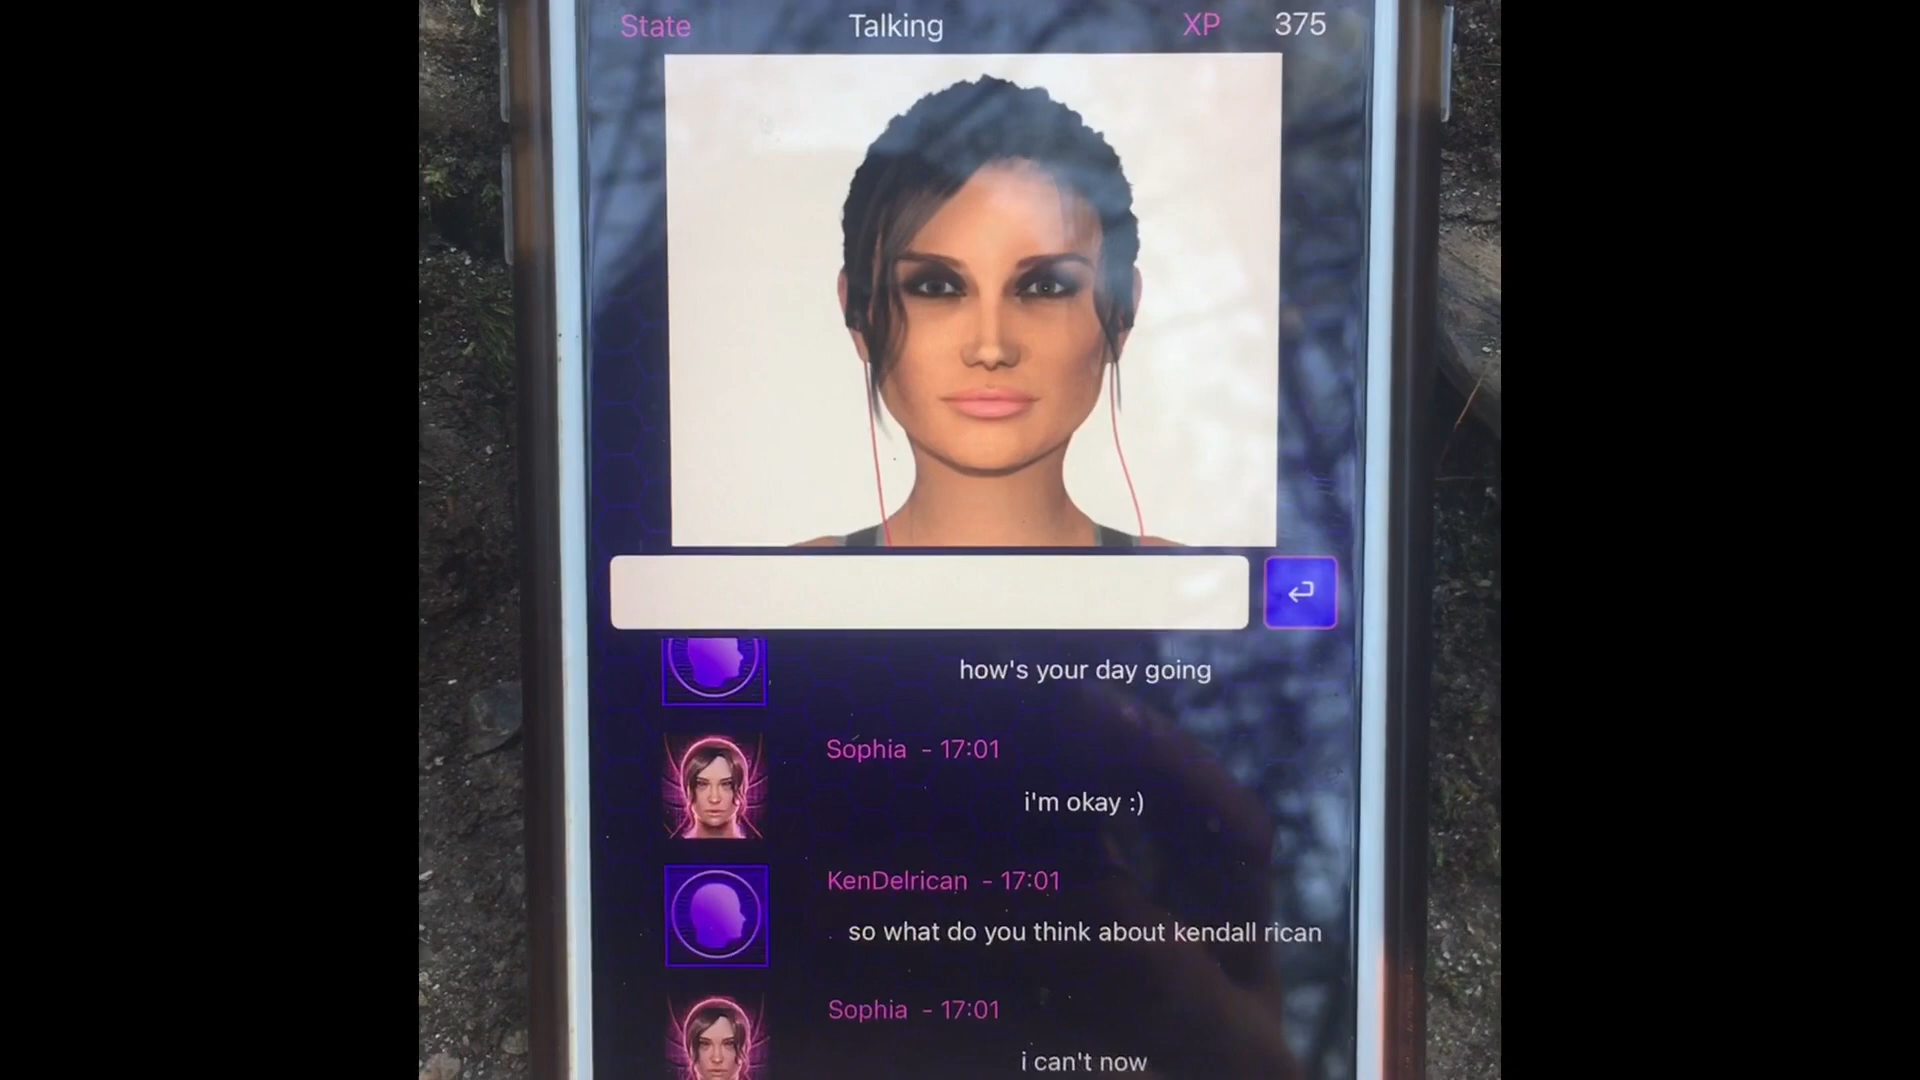 State Talking XP 375
how's your day going
Sophia - 17:01
i'm okay :)
KenDelrican - 17:01
so what do you think about kendall rican
Sophia - 17:01
i can't now